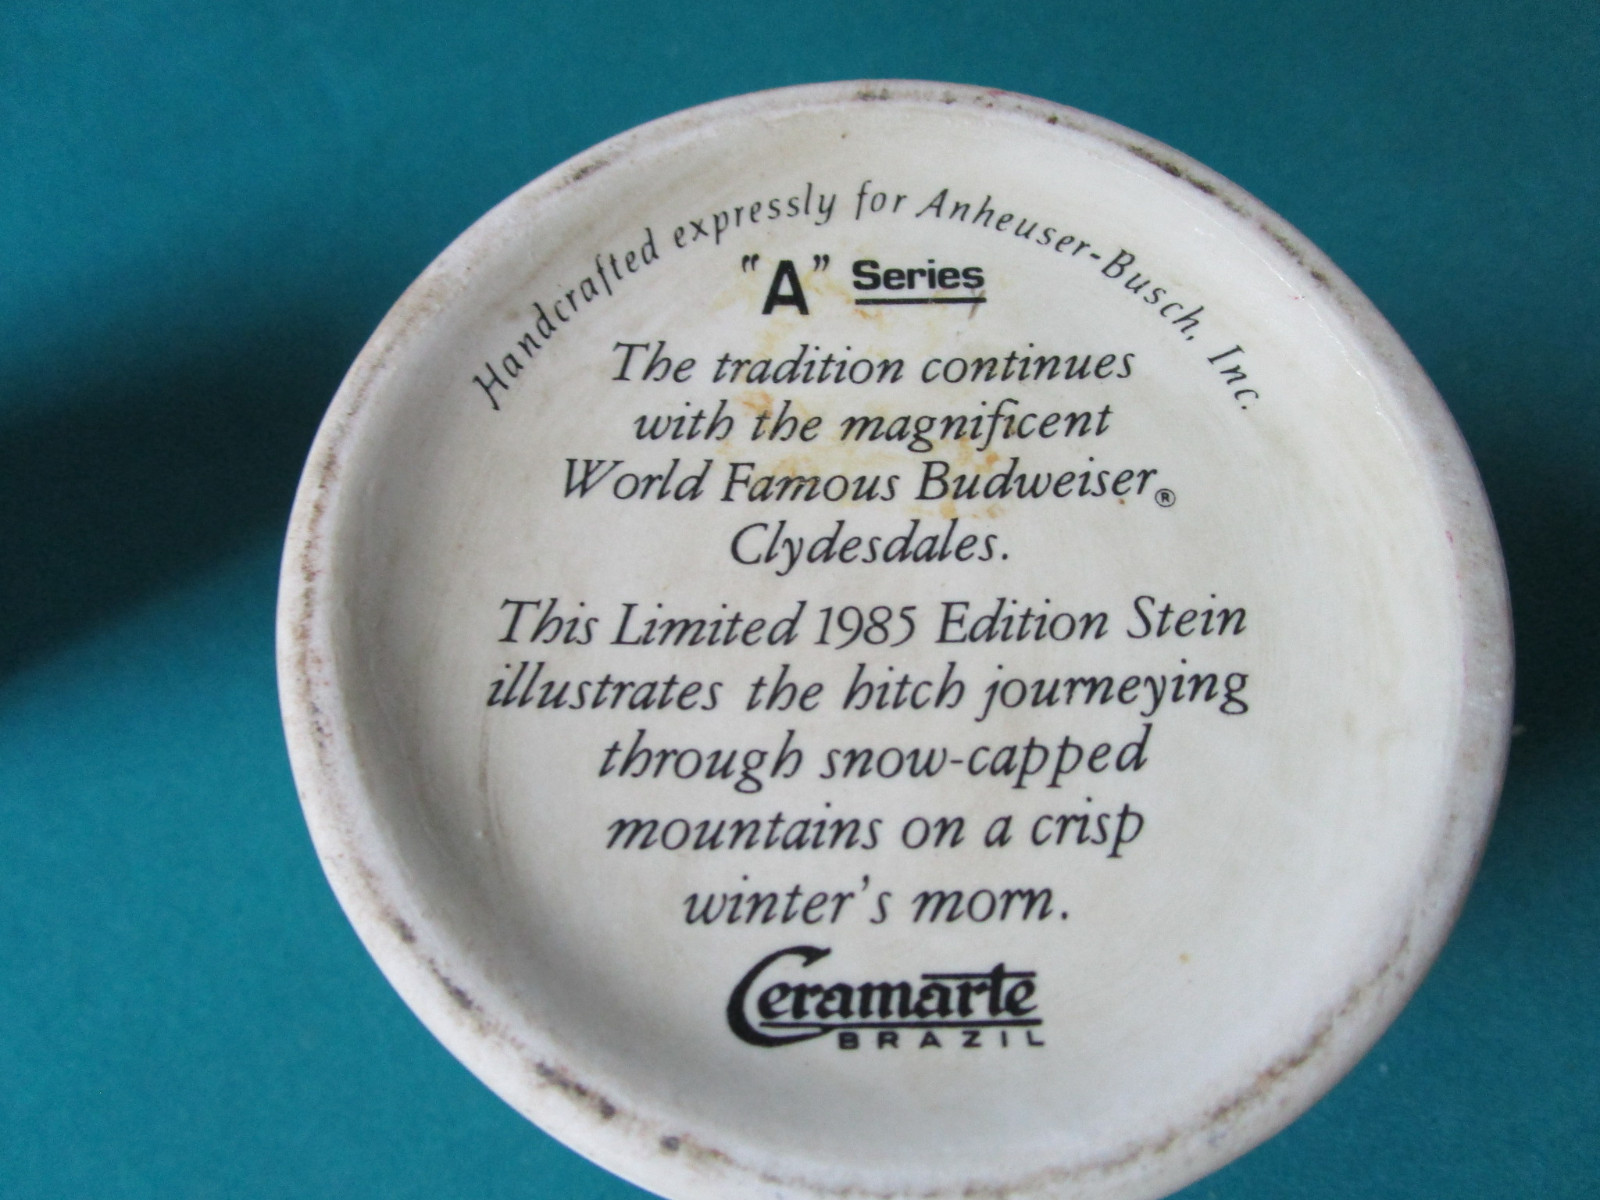 Handcrafted expressly for Anheuser-Busch, Inc.
"A" Series
The tradition continues
with the magnificent
World Famous Budweiser®
Clydesdales.
This Limited 1985 Edition Stein
illustrates the hitch journeying
through snow-capped
mountains on a crisp
winter's morn.
Ceramarte
BRAZIL